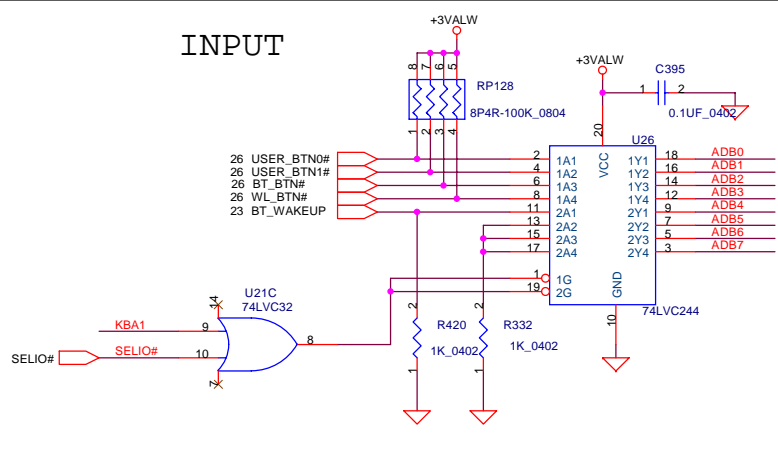 INPUT
+3VALW
8 7 6 5
RP128
8P4R-100K_0804
1 2 3 4
+3VALW
C395
1 2
0.1UF_0402
20
U26
26 USER_BTN0# 2 1A1 VCC 1Y1 18 ADB0
26 USER_BTN1# 4 1A2 1Y2 16 ADB1
26 BT_BTN# 6 1A3 1Y3 14 ADB2
26 WL_BTN# 8 1A4 1Y4 12 ADB3
23 BT_WAKEUP 11 2A1 2Y1 9 ADB4
13 2A2 2Y2 7 ADB5
15 2A3 2Y3 5 ADB6
17 2A4 2Y4 3 ADB7
1 1G
19 2G GND
10
74LVC244
U21C
74LVC32
14
KBA1 9
8
SELIO# SELIO# 10
7
2 2
R420 R332
1K_0402 1K_0402
1 1